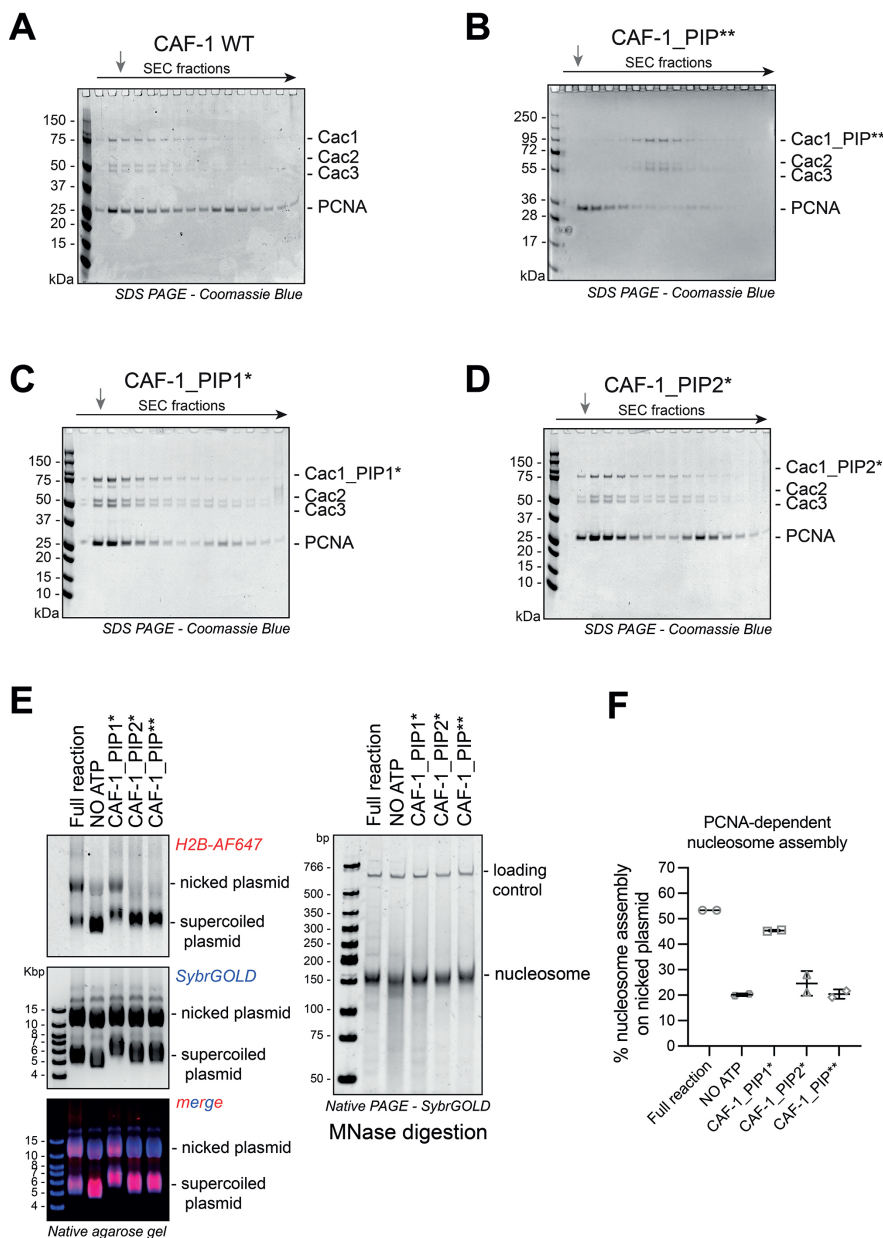 A
CAF-1 WT
SEC fractions
150 -
75 -
50 -
37 -
25 -
20 -
15 -
kDa
- Cac1
- Cac2
- Cac3
- PCNA
SDS PAGE - Coomassie Blue
B
CAF-1_PIP**
SEC fractions
250 -
95 -
72 -
55 -
36 -
28 -
17 -
kDa
- Cac1_PIP**
- Cac2
- Cac3
- PCNA
SDS PAGE - Coomassie Blue
C
CAF-1_PIP1*
SEC fractions
150 -
75 -
50 -
37 -
25 -
20 -
15 -
10 -
kDa
- Cac1_PIP1*
- Cac2
- Cac3
- PCNA
SDS PAGE - Coomassie Blue
D
CAF-1_PIP2*
SEC fractions
150 -
75 -
50 -
37 -
25 -
20 -
15 -
10 -
kDa
- Cac1_PIP2*
- Cac2
- Cac3
- PCNA
SDS PAGE - Coomassie Blue
E
Full reaction
NO ATP
CAF-1_PIP1*
CAF-1_PIP2*
CAF-1_PIP**
H2B-AF647
- nicked plasmid
- supercoiled
plasmid
Kbp
SybrGOLD
15 -
10 -
8 -
7 -
6 -
5 -
4 -
- nicked plasmid
- supercoiled
plasmid
merge
15 -
10 -
8 -
7 -
6 -
5 -
4 -
- nicked plasmid
- supercoiled
plasmid
Native agarose gel
Full reaction
NO ATP
CAF-1_PIP1*
CAF-1_PIP2*
CAF-1_PIP**
bp
766 -
500 -
350 -
300 -
250 -
200 -
150 -
100 -
75 -
50 -
- loading
control
- nucleosome
Native PAGE - SybrGOLD
MNase digestion
F
PCNA-dependent
nucleosome assembly
% nucleosome assembly
on nicked plasmid
70
60
50
40
30
20
10
0
Full reaction
NO ATP
CAF-1_PIP1*
CAF-1_PIP2*
CAF-1_PIP**